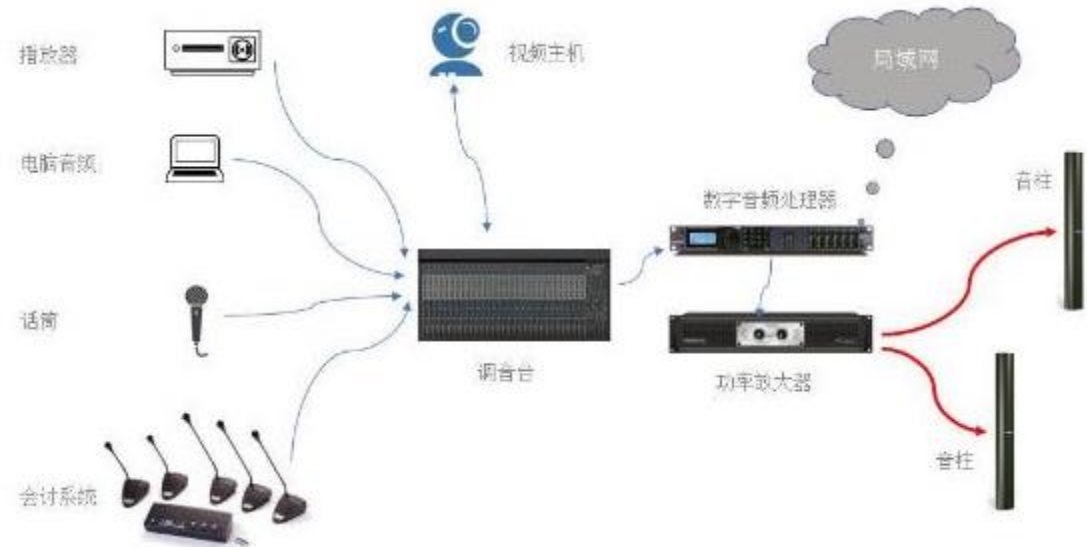 播放器
视频主机
局域网
电脑音频
音柱
数字音频处理器
话筒
调音台
功率放大器
音柱
会计系统